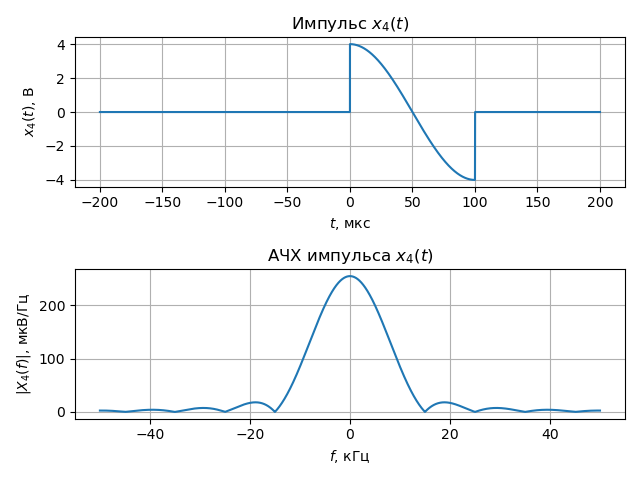 Импульс x₄(t)
x₄(t), В
4
2
0
−2
−4
−200 −150 −100 −50 0 50 100 150 200
t, мкс
АЧХ импульса x₄(t)
|X₄(f)|, мкВ/Гц
200
100
0
−40 −20 0 20 40
f, кГц